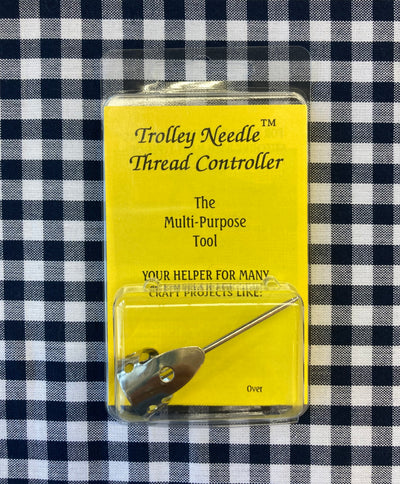 Trolley Needle™
Thread Controller
The
Multi-Purpose
Tool
YOUR HELPER FOR MANY
CRAFT PROJECTS LIKE:
Over